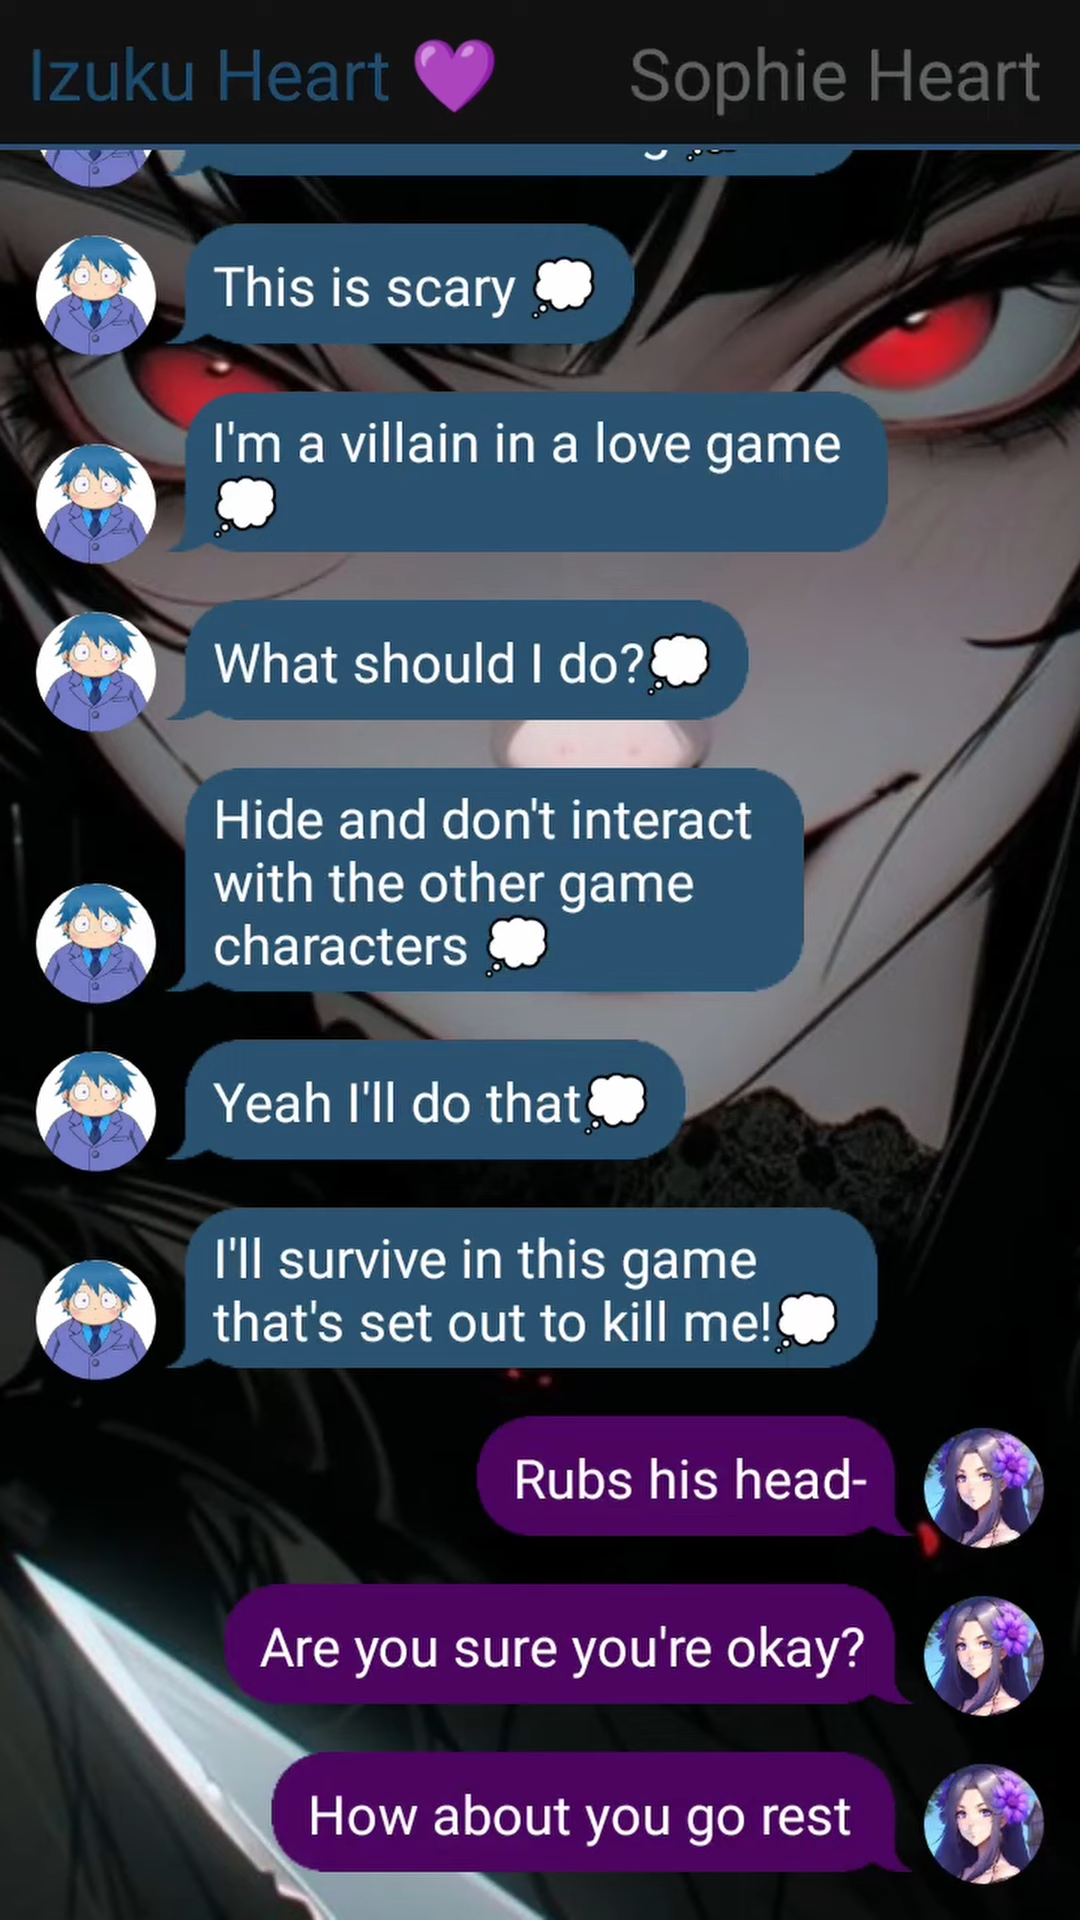 Izuku Heart 💜 Sophie Heart
This is scary 💭
I'm a villain in a love game
💭
What should I do?💭
Hide and don't interact
with the other game
characters 💭
Yeah I'll do that💭
I'll survive in this game
that's set out to kill me!💭
Rubs his head-
Are you sure you're okay?
How about you go rest